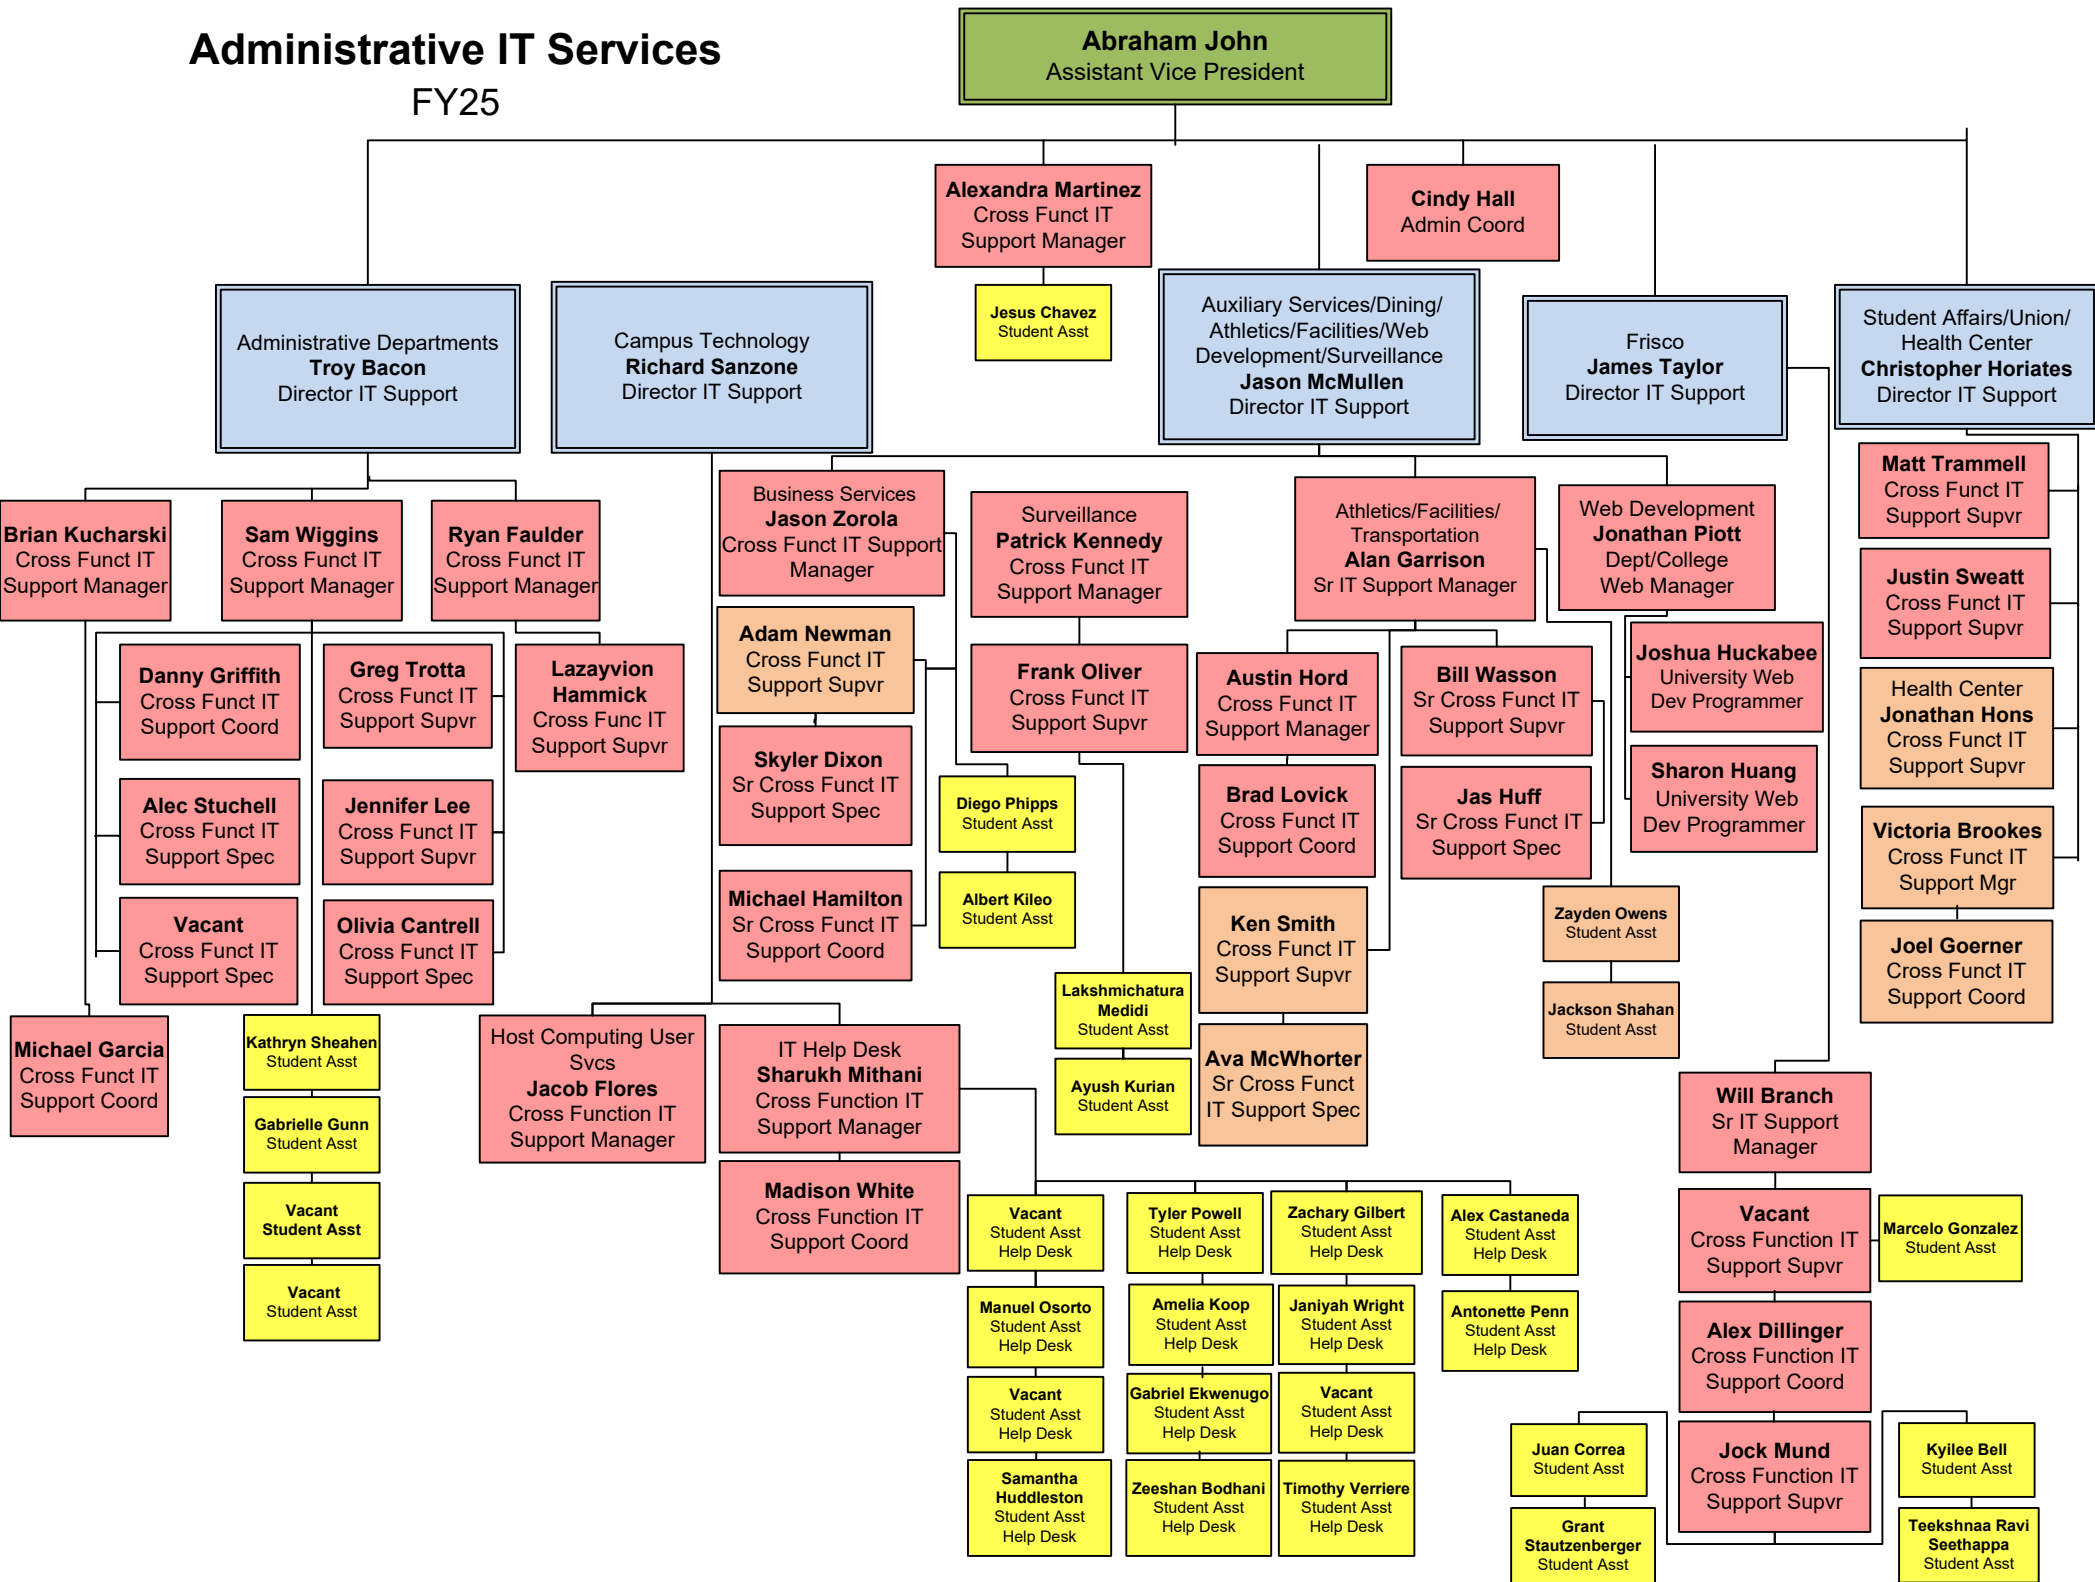 Administrative IT Services
FY25
Abraham John
Assistant Vice President
Alexandra Martinez
Cross Funct IT
Support Manager
Cindy Hall
Admin Coord
Jesus Chavez
Student Asst
Administrative Departments
Troy Bacon
Director IT Support
Campus Technology
Richard Sanzone
Director IT Support
Auxiliary Services/Dining/
Athletics/Facilities/Web
Development/Surveillance
Jason McMullen
Director IT Support
Frisco
James Taylor
Director IT Support
Student Affairs/Union/
Health Center
Christopher Horiates
Director IT Support
Brian Kucharski
Cross Funct IT
Support Manager
Sam Wiggins
Cross Funct IT
Support Manager
Ryan Faulder
Cross Funct IT
Support Manager
Business Services
Jason Zorola
Cross Funct IT Support
Manager
Surveillance
Patrick Kennedy
Cross Funct IT
Support Manager
Athletics/Facilities/
Transportation
Alan Garrison
Sr IT Support Manager
Web Development
Jonathan Piott
Dept/College
Web Manager
Matt Trammell
Cross Funct IT
Support Supvr
Justin Sweatt
Cross Funct IT
Support Supvr
Danny Griffith
Cross Funct IT
Support Coord
Greg Trotta
Cross Funct IT
Support Supvr
Lazayvion
Hammick
Cross Func IT
Support Supvr
Adam Newman
Cross Funct IT
Support Supvr
Frank Oliver
Cross Funct IT
Support Supvr
Austin Hord
Cross Funct IT
Support Manager
Bill Wasson
Sr Cross Funct IT
Support Supvr
Joshua Huckabee
University Web
Dev Programmer
Health Center
Jonathan Hons
Cross Funct IT
Support Supvr
Alec Stuchell
Cross Funct IT
Support Spec
Jennifer Lee
Cross Funct IT
Support Supvr
Skyler Dixon
Sr Cross Funct IT
Support Spec
Diego Phipps
Student Asst
Brad Lovick
Cross Funct IT
Support Coord
Jas Huff
Sr Cross Funct IT
Support Spec
Sharon Huang
University Web
Dev Programmer
Victoria Brookes
Cross Funct IT
Support Mgr
Vacant
Cross Funct IT
Support Spec
Olivia Cantrell
Cross Funct IT
Support Spec
Michael Hamilton
Sr Cross Funct IT
Support Coord
Albert Kileo
Student Asst
Ken Smith
Cross Funct IT
Support Supvr
Zayden Owens
Student Asst
Joel Goerner
Cross Funct IT
Support Coord
Michael Garcia
Cross Funct IT
Support Coord
Kathryn Sheahen
Student Asst
Host Computing User
Svcs
Jacob Flores
Cross Function IT
Support Manager
IT Help Desk
Sharukh Mithani
Cross Function IT
Support Manager
Lakshmichatura
Medidi
Student Asst
Jackson Shahan
Student Asst
Ava McWhorter
Sr Cross Funct
IT Support Spec
Ayush Kurian
Student Asst
Gabrielle Gunn
Student Asst
Will Branch
Sr IT Support
Manager
Vacant
Student Asst
Madison White
Cross Function IT
Support Coord
Vacant
Student Asst
Help Desk
Tyler Powell
Student Asst
Help Desk
Zachary Gilbert
Student Asst
Help Desk
Alex Castaneda
Student Asst
Help Desk
Vacant
Cross Function IT
Support Supvr
Marcelo Gonzalez
Student Asst
Vacant
Student Asst
Manuel Osorto
Student Asst
Help Desk
Amelia Koop
Student Asst
Help Desk
Janiyah Wright
Student Asst
Help Desk
Antonette Penn
Student Asst
Help Desk
Alex Dillinger
Cross Function IT
Support Coord
Vacant
Student Asst
Help Desk
Gabriel Ekwenugo
Student Asst
Help Desk
Vacant
Student Asst
Help Desk
Juan Correa
Student Asst
Jock Mund
Cross Function IT
Support Supvr
Kyilee Bell
Student Asst
Samantha
Huddleston
Student Asst
Help Desk
Zeeshan Bodhani
Student Asst
Help Desk
Timothy Verriere
Student Asst
Help Desk
Grant
Stautzenberger
Student Asst
Teekshnaa Ravi
Seethappa
Student Asst